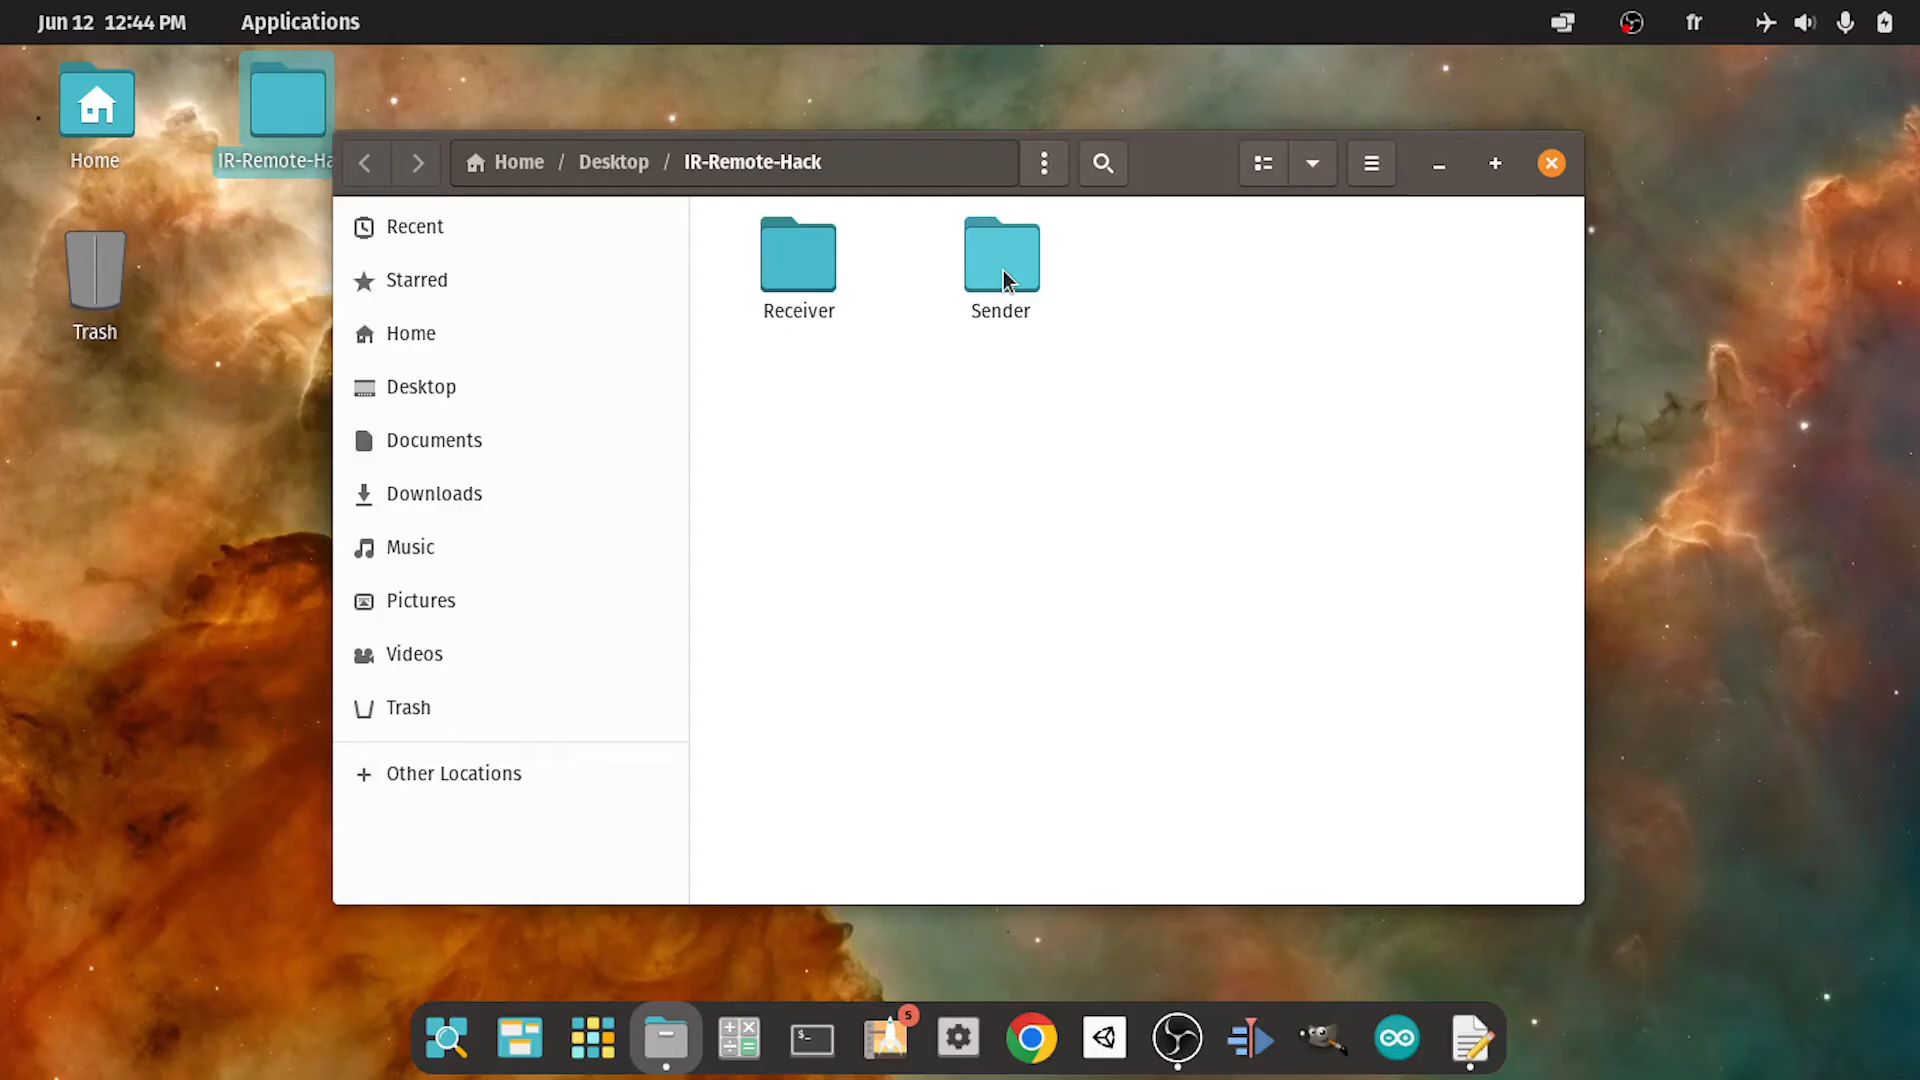 Jun 12 12:44 PM
Applications
fr
Home
IR-Remote-Ha
Trash
Home / Desktop / IR-Remote-Hack
Recent
Starred
Home
Desktop
Documents
Downloads
Music
Pictures
Videos
Trash
+ Other Locations
Receiver
Sender
5